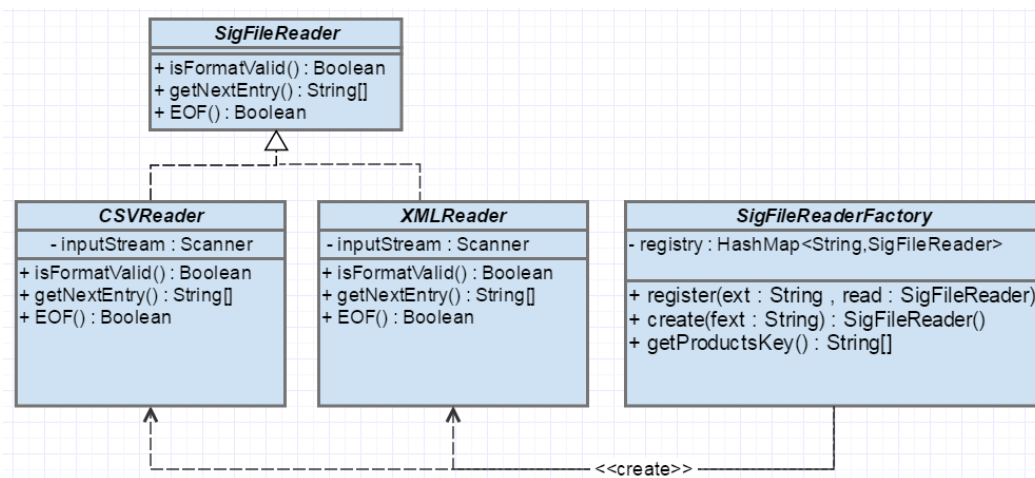 SigFileReader
+ isFormatValid() : Boolean
+ getNextEntry() : String[]
+ EOF() : Boolean
CSVReader
- inputStream : Scanner
+ isFormatValid() : Boolean
+ getNextEntry() : String[]
+ EOF() : Boolean
XMLReader
- inputStream : Scanner
+ isFormatValid() : Boolean
+ getNextEntry() : String[]
+ EOF() : Boolean
SigFileReaderFactory
- registry : HashMap<String,SigFileReader>
+ register(ext : String , read : SigFileReader)
+ create(fext : String) : SigFileReader()
+ getProductsKey() : String[]
<<create>>